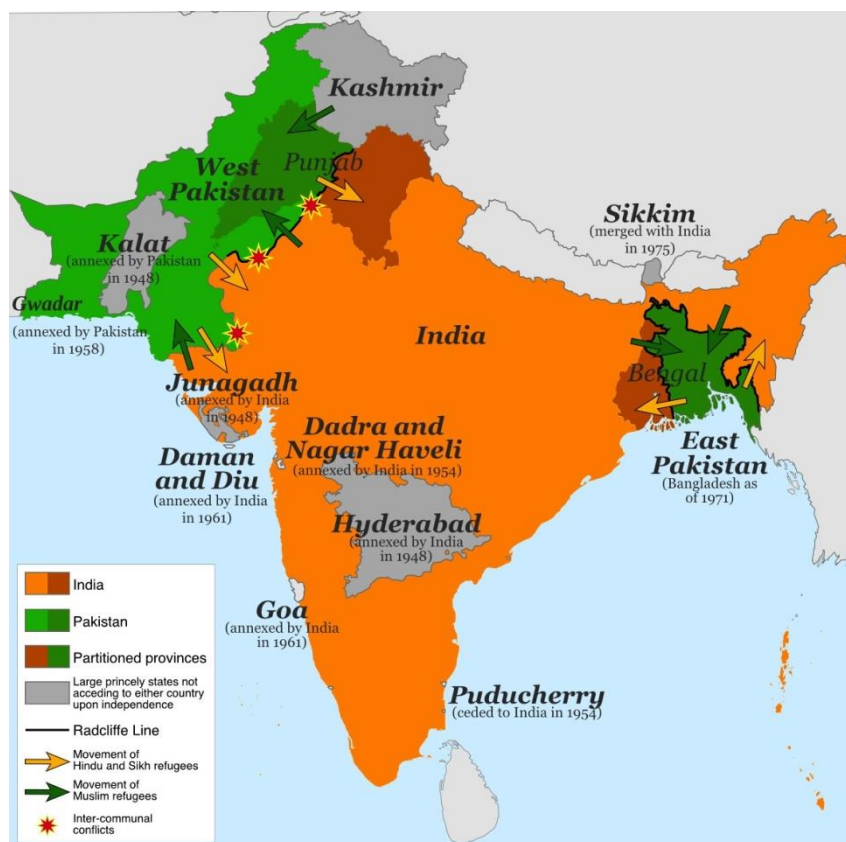 Kashmir
Punjab
West
Pakistan
Sikkim
(merged with India
in 1975)
Kalat
(annexed by Pakistan
in 1948)
Gwadar
(annexed by Pakistan
in 1958)
India
Bengal
Junagadh
(annexed by India
in 1948)
Dadra and
Nagar Haveli
(annexed by India in 1954)
East
Pakistan
(Bangladesh as
of 1971)
Daman
and Diu
(annexed by India
in 1961)
Hyderabad
(annexed by India
in 1948)
Goa
(annexed by India
in 1961)
Puducherry
(ceded to India in 1954)
India
Pakistan
Partitioned provinces
Large princely states not
acceding to either country
upon independence
Radcliffe Line
Movement of
Hindu and Sikh refugees
Movement of
Muslim refugees
Inter-communal
conflicts